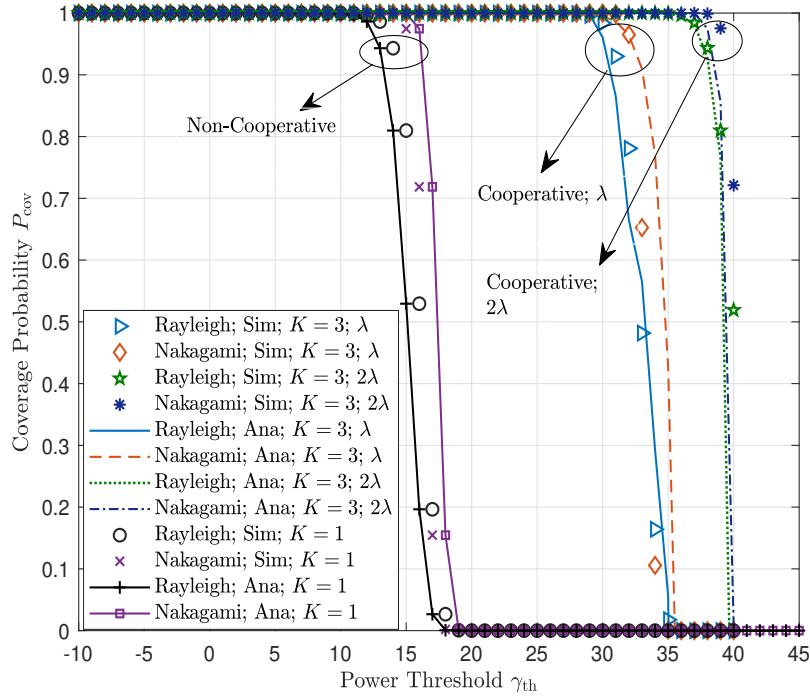 1
0.9
0.8
0.7
0.6
0.5
0.4
0.3
0.2
0.1
0
Coverage Probability P_cov
Non-Cooperative
Cooperative; λ
Cooperative;
2λ
Rayleigh; Sim; K = 3; λ
Nakagami; Sim; K = 3; λ
Rayleigh; Sim; K = 3; 2λ
Nakagami; Sim; K = 3; 2λ
Rayleigh; Ana; K = 3; λ
Nakagami; Ana; K = 3; λ
Rayleigh; Ana; K = 3; 2λ
Nakagami; Ana; K = 3; 2λ
Rayleigh; Sim; K = 1
Nakagami; Sim; K = 1
Rayleigh; Ana; K = 1
Nakagami; Ana; K = 1
-10 -5 0 5 10 15 20 25 30 35 40 45
Power Threshold γ_th